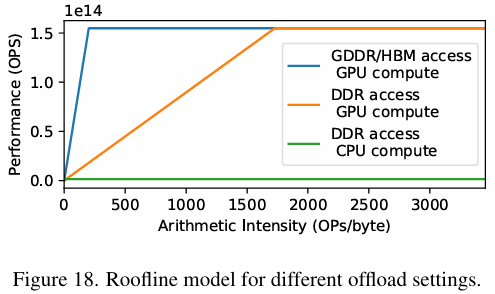 1e14
1.5
1.0
0.5
0.0
Performance (OPS)
GDDR/HBM access
GPU compute
DDR access
GPU compute
DDR access
CPU compute
0 500 1000 1500 2000 2500 3000
Arithmetic Intensity (OPs/byte)
Figure 18. Roofline model for different offload settings.